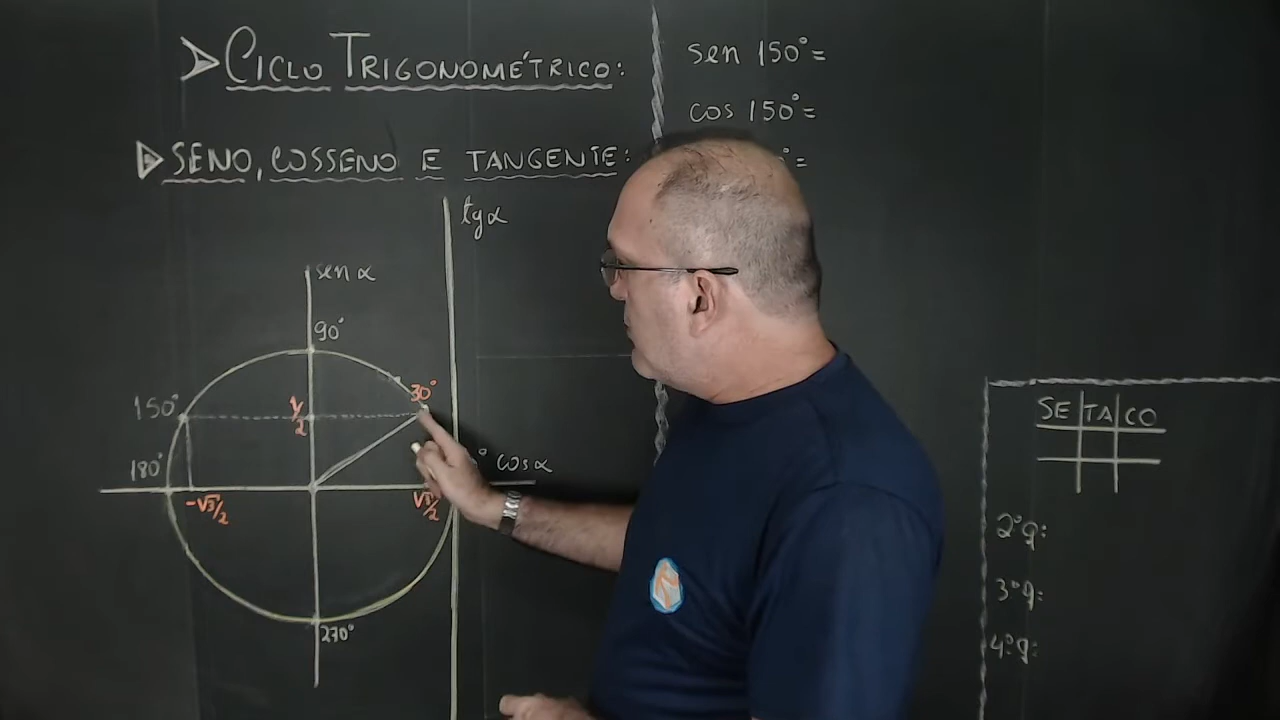 CICLO TRIGONOMÉTRICO:
SENO, COSSENO E TANGENTE:
sen 150°=
cos 150°=
°=
tg α
sen α
90°
30°
150°
1/2
180°
° cos α
-√3/2
√3/2
270°
SE TA CO
2°q:
3°q:
4°q: